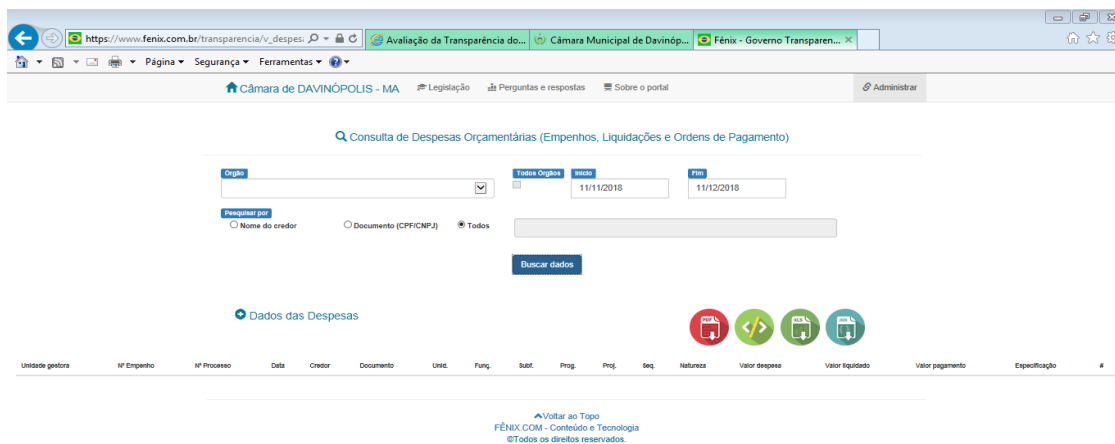 https://www.fenix.com.br/transparencia/v_despes
Avaliação da Transparência do...
Câmara Municipal de Davinóp...
Fênix - Governo Transparen...
Página Segurança Ferramentas
Câmara de DAVINÓPOLIS - MA Legislação Perguntas e respostas Sobre o portal Administrar
Consulta de Despesas Orçamentárias (Empenhos, Liquidações e Ordens de Pagamento)
Orgão Todos Orgãos Início Fim
11/11/2018 11/12/2018
Pesquisar por
Nome do credor Documento (CPF/CNPJ) Todos
Buscar dados
Dados das Despesas
PDF XLS
Unidade gestora Nº Empenho Nº Processo Data Credor Documento Unid. Funç. Subf. Prog. Proj. Seq. Natureza Valor despesa Valor liquidado Valor pagamento Especificação #
Voltar ao Topo
FÊNIX.COM - Conteúdo e Tecnologia
©Todos os direitos reservados.